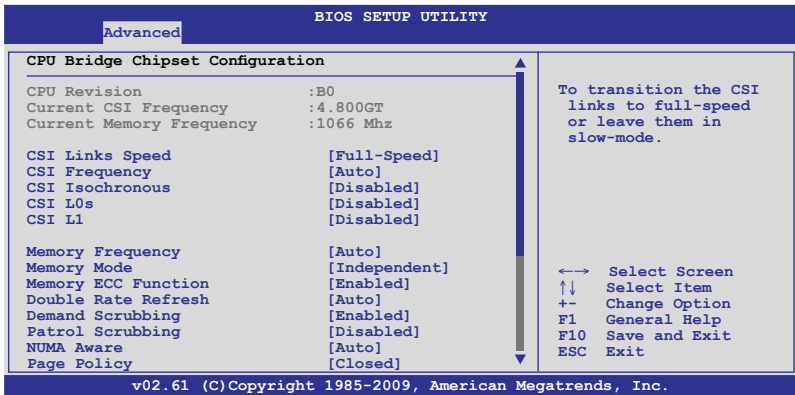 BIOS SETUP UTILITY
Advanced
CPU Bridge Chipset Configuration
CPU Revision :B0
Current CSI Frequency :4.800GT
Current Memory Frequency :1066 Mhz
CSI Links Speed [Full-Speed]
CSI Frequency [Auto]
CSI Isochronous [Disabled]
CSI L0s [Disabled]
CSI L1 [Disabled]
Memory Frequency [Auto]
Memory Mode [Independent]
Memory ECC Function [Enabled]
Double Rate Refresh [Auto]
Demand Scrubbing [Enabled]
Patrol Scrubbing [Disabled]
NUMA Aware [Auto]
Page Policy [Closed]
To transition the CSI
links to full-speed
or leave them in
slow-mode.
←→ Select Screen
↑↓ Select Item
+- Change Option
F1 General Help
F10 Save and Exit
ESC Exit
v02.61 (C)Copyright 1985-2009, American Megatrends, Inc.